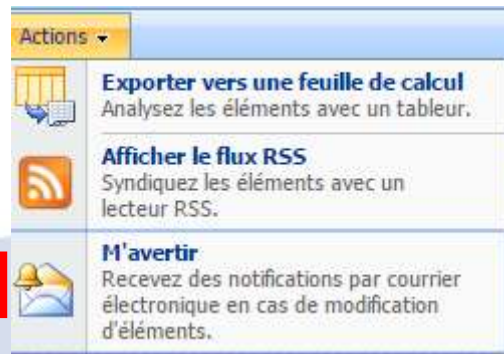 Actions
Exporter vers une feuille de calcul
Analysez les éléments avec un tableur.
Afficher le flux RSS
Syndiquez les éléments avec un
lecteur RSS.
M'avertir
Recevez des notifications par courrier
électronique en cas de modification
d'éléments.